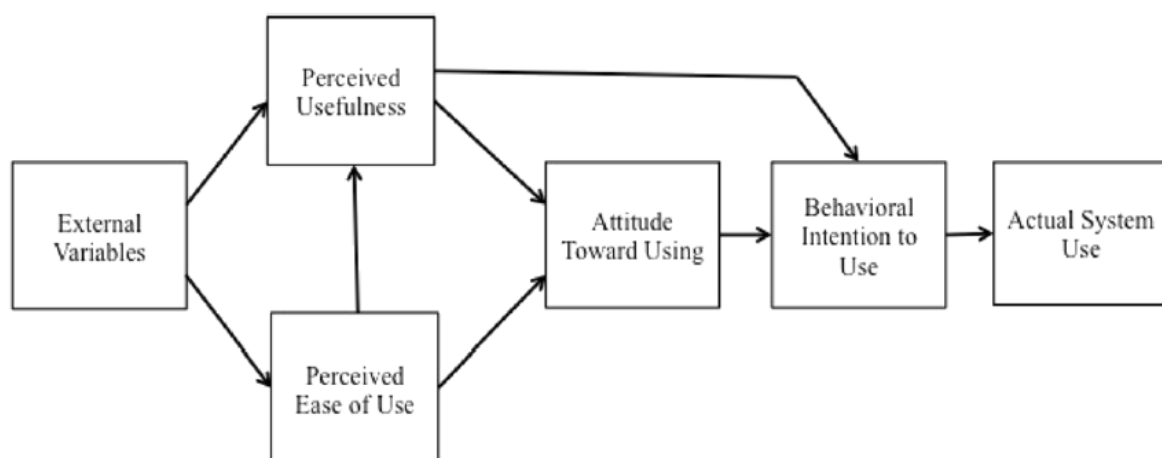 Perceived
Usefulness
External
Variables
Attitude
Toward Using
Behavioral
Intention to
Use
Actual System
Use
Perceived
Ease of Use